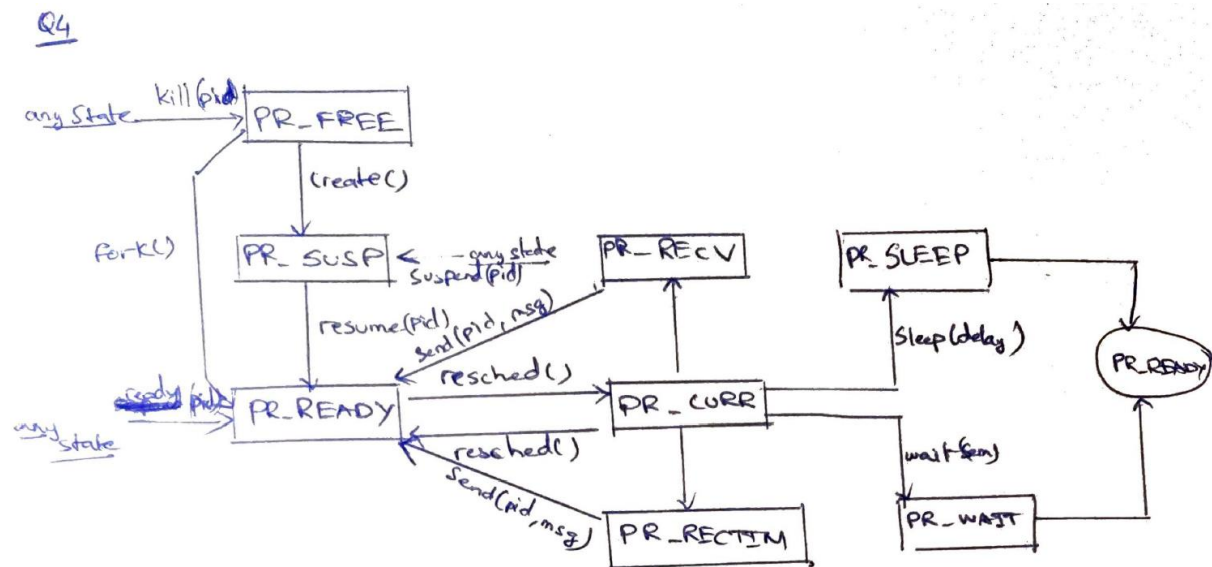 Q4
any state
kill(pid)
PR_FREE
create()
fork()
PR_SUSP
any state
suspend(pid)
PR_RECV
PR_SLEEP
resume(pid)
send(pid, msg)
sleep(delay)
PR_READY
ready(pid)
any
state
PR_READY
resched()
PR_CURR
resched()
send(pid, msg)
wait(sem)
PR_RECTIM
PR_WAIT